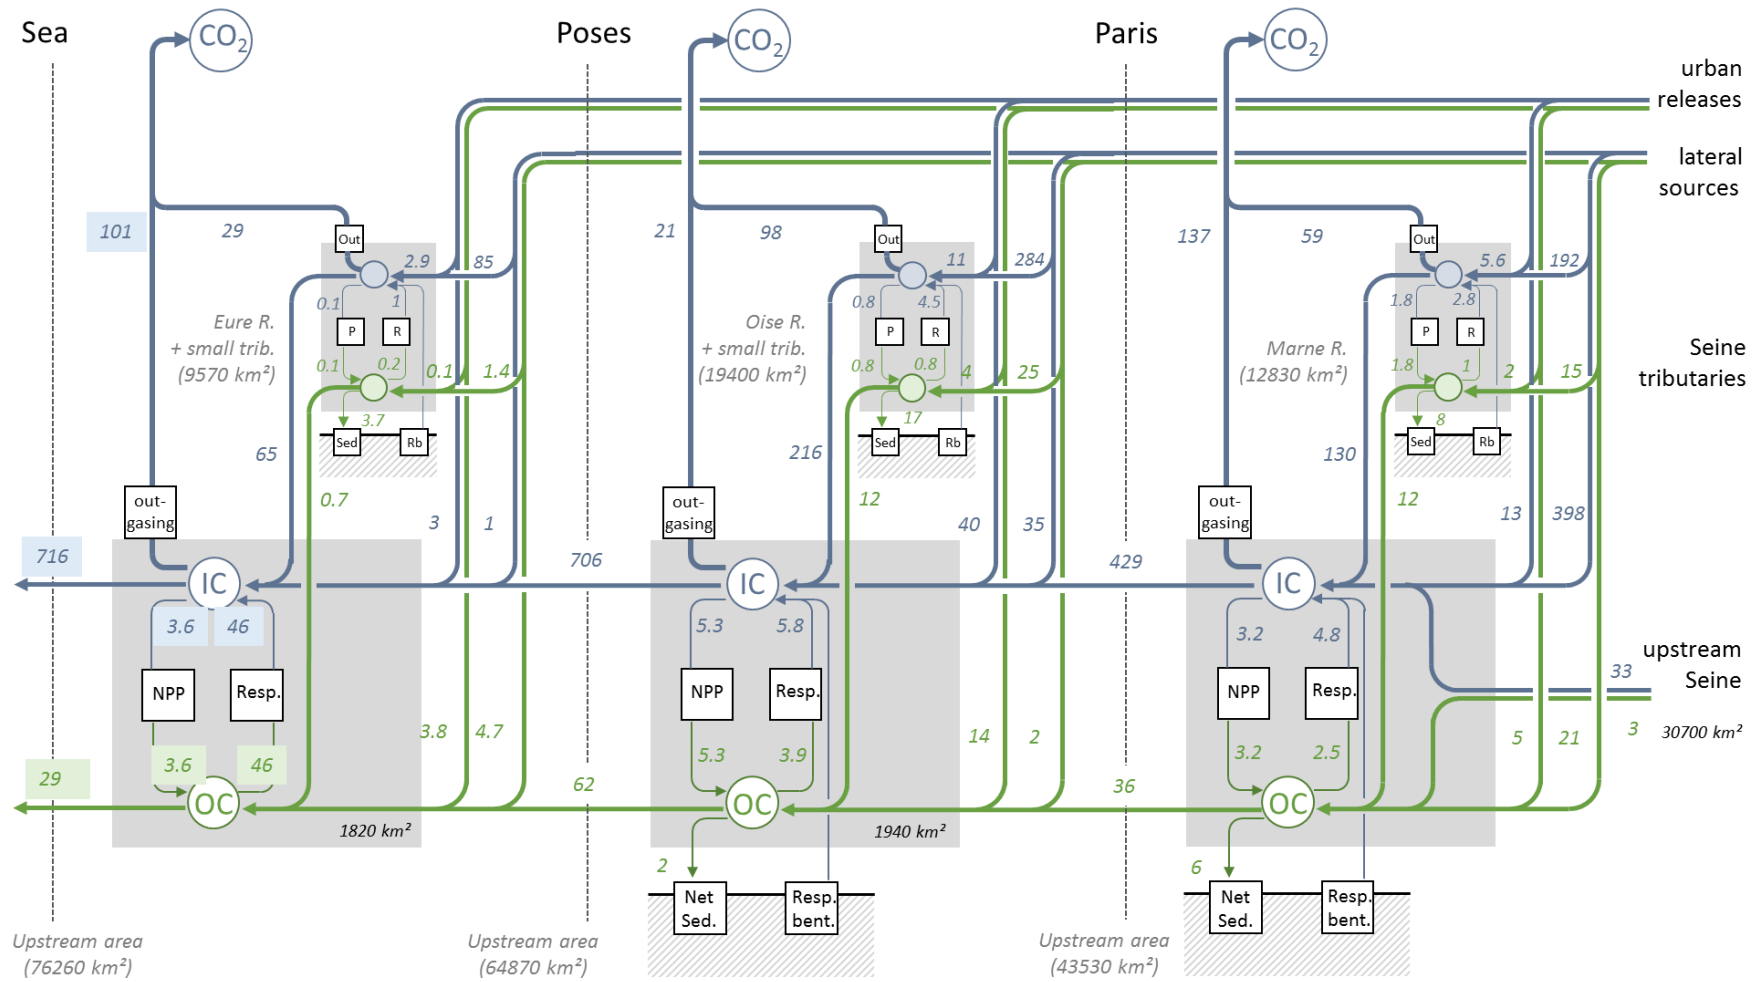 Sea
CO₂
Poses
CO₂
Paris
CO₂
urban
releases
lateral
sources
101
29
Out
2.9
85
0.1
1
P
R
0.1
0.2
0.1
1.4
3.7
Sed
Rb
Eure R.
+ small trib.
(9570 km²)
65
0.7
3
1
21
98
Out
11
284
0.8
4.5
P
R
0.8
0.8
4
25
17
Sed
Rb
Oise R.
+ small trib.
(19400 km²)
216
12
40
35
137
59
Out
5.6
192
1.8
2.8
P
R
1.8
1
2
15
8
Sed
Rb
Marne R.
(12830 km²)
130
12
13
398
Seine
tributaries
out-
gasing
716
IC
3.6
46
NPP
Resp.
3.6
46
29
OC
3.8
4.7
1820 km²
out-
gasing
706
IC
5.3
5.8
NPP
Resp.
5.3
3.9
62
OC
14
2
1940 km²
2
Net
Sed.
Resp.
bent.
out-
gasing
429
IC
3.2
4.8
NPP
Resp.
3.2
2.5
36
OC
5
21
6
Net
Sed.
Resp.
bent.
upstream
Seine
33
3
30700 km²
Upstream area
(76260 km²)
Upstream area
(64870 km²)
Upstream area
(43530 km²)